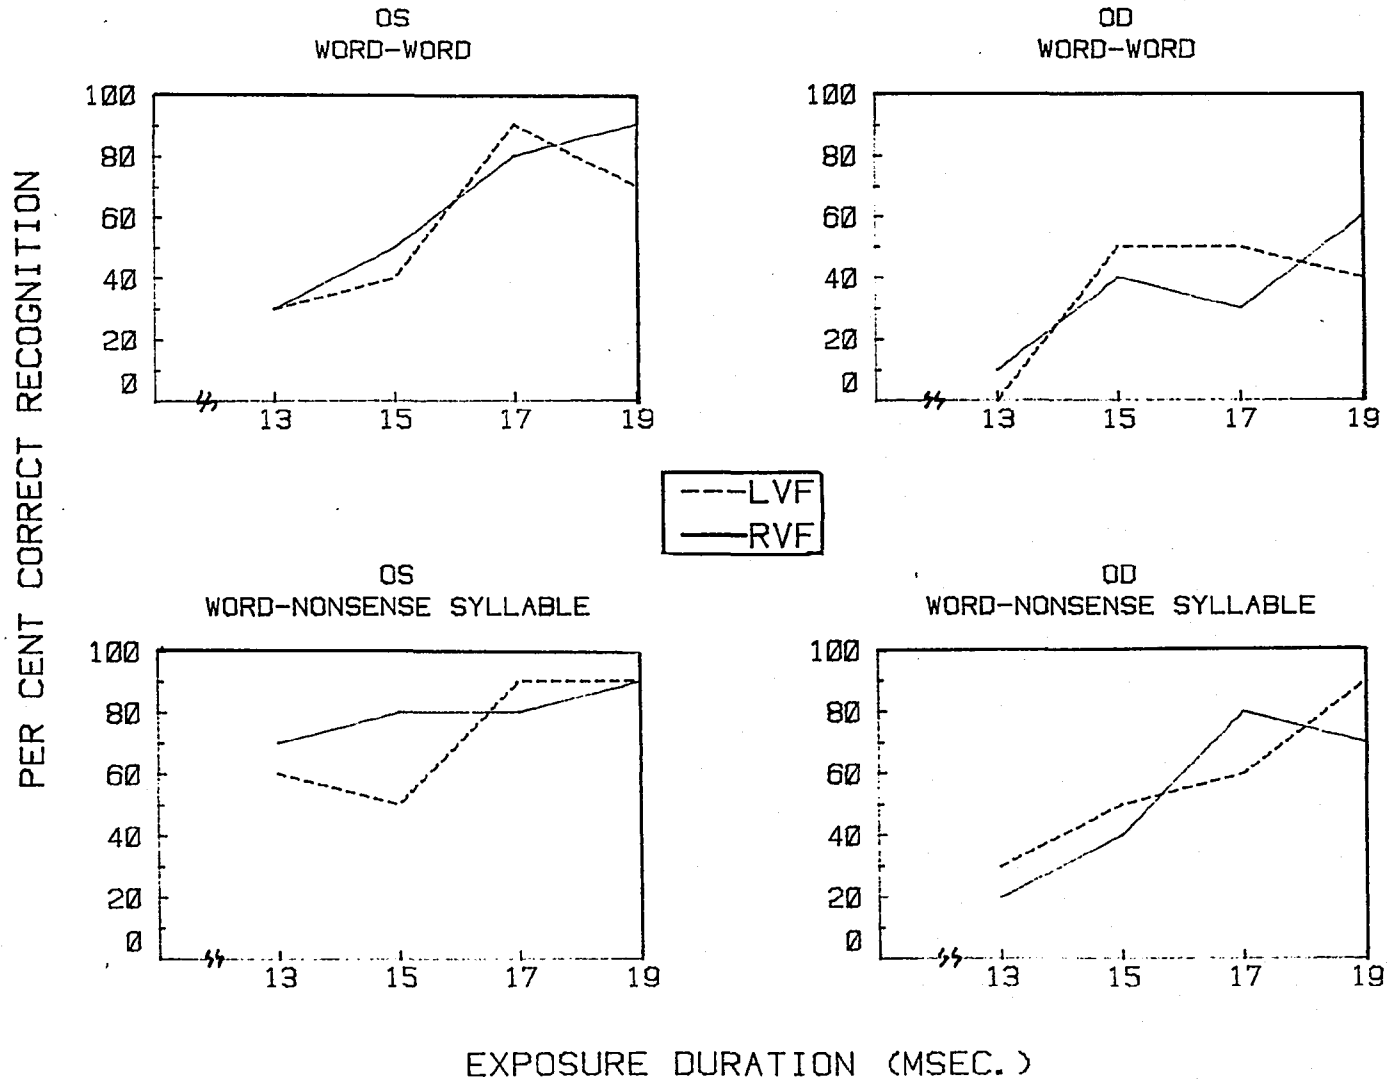 OS
WORD-WORD
OD
WORD-WORD
PER CENT CORRECT RECOGNITION
100
80
60
40
20
0
13 15 17 19
100
80
60
40
20
0
13 15 17 19
LVF
RVF
OS
WORD-NONSENSE SYLLABLE
OD
WORD-NONSENSE SYLLABLE
100
80
60
40
20
0
13 15 17 19
100
80
60
40
20
0
13 15 17 19
EXPOSURE DURATION (MSEC.)